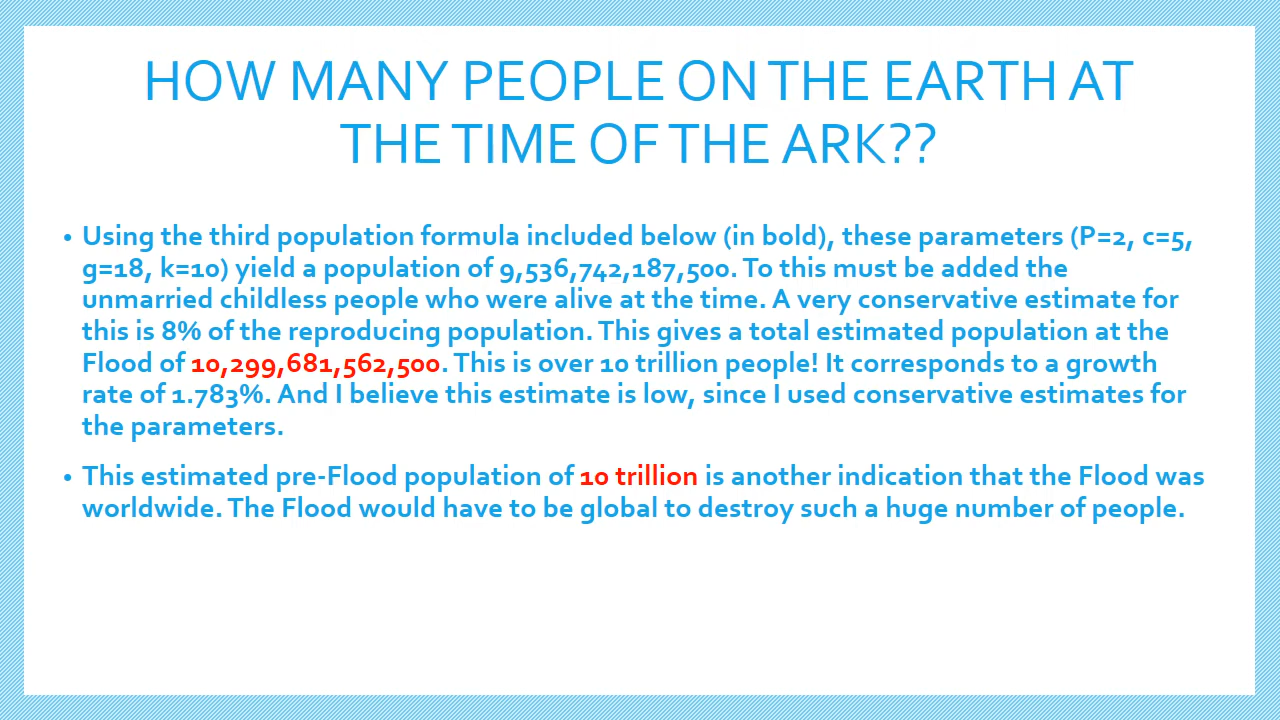 HOW MANY PEOPLE ON THE EARTH AT
THE TIME OF THE ARK??
• Using the third population formula included below (in bold), these parameters (P=2, c=5,
g=18, k=10) yield a population of 9,536,742,187,500. To this must be added the
unmarried childless people who were alive at the time. A very conservative estimate for
this is 8% of the reproducing population. This gives a total estimated population at the
Flood of 10,299,681,562,500. This is over 10 trillion people! It corresponds to a growth
rate of 1.783%. And I believe this estimate is low, since I used conservative estimates for
the parameters.
• This estimated pre-Flood population of 10 trillion is another indication that the Flood was
worldwide. The Flood would have to be global to destroy such a huge number of people.